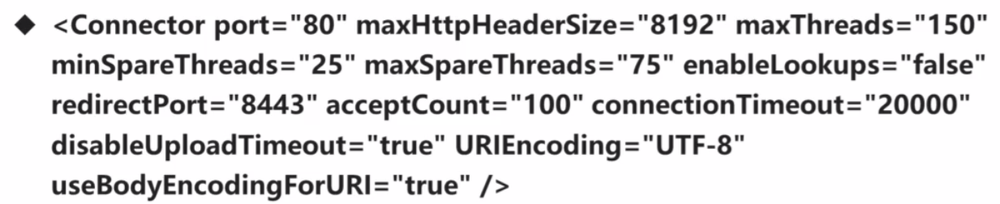 ◆ <Connector port="80" maxHttpHeaderSize="8192" maxThreads="150"
minSpareThreads="25" maxSpareThreads="75" enableLookups="false"
redirectPort="8443" acceptCount="100" connectionTimeout="20000"
disableUploadTimeout="true" URIEncoding="UTF-8"
useBodyEncodingForURI="true" />